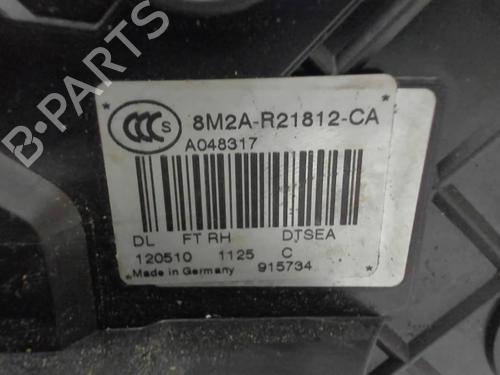 CCC S 8M2A-R21812-CA
A048317
DL FT RH DTSEA
120510 1125 C
Made in Germany 915734
B-PARTS